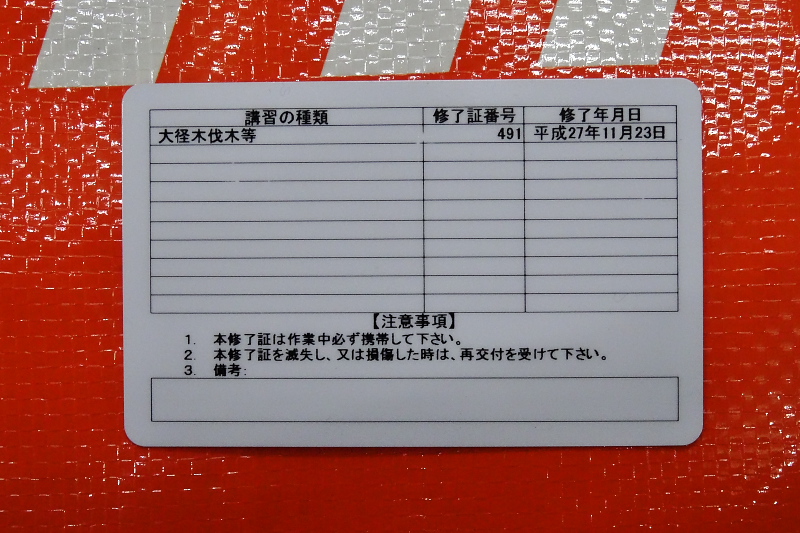 講習の種類 修了証番号 修了年月日
大径木伐木等 491 平成27年11月23日
【注意事項】
1. 本修了証は作業中必ず携帯して下さい。
2. 本修了証を滅失し、又は損傷した時は、再交付を受けて下さい。
3. 備考: